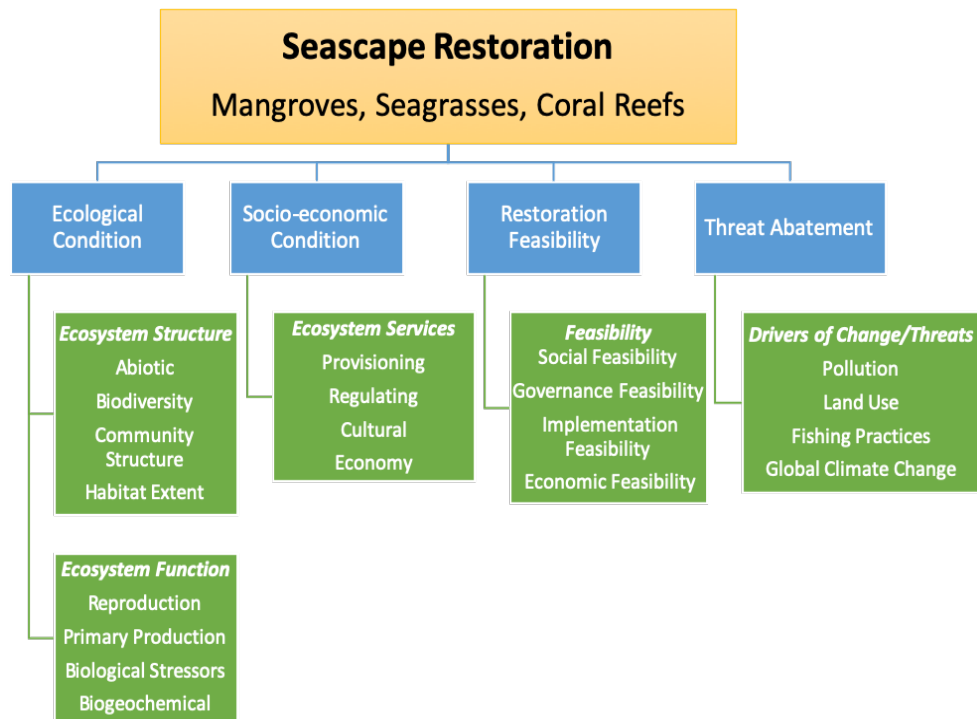 Seascape Restoration
Mangroves, Seagrasses, Coral Reefs
Ecological
Condition
Socio-economic
Condition
Restoration
Feasibility
Threat Abatement
Ecosystem Structure
Abiotic
Biodiversity
Community
Structure
Habitat Extent
Ecosystem Services
Provisioning
Regulating
Cultural
Economy
Feasibility
Social Feasibility
Governance Feasibility
Implementation
Feasibility
Economic Feasibility
Drivers of Change/Threats
Pollution
Land Use
Fishing Practices
Global Climate Change
Ecosystem Function
Reproduction
Primary Production
Biological Stressors
Biogeochemical